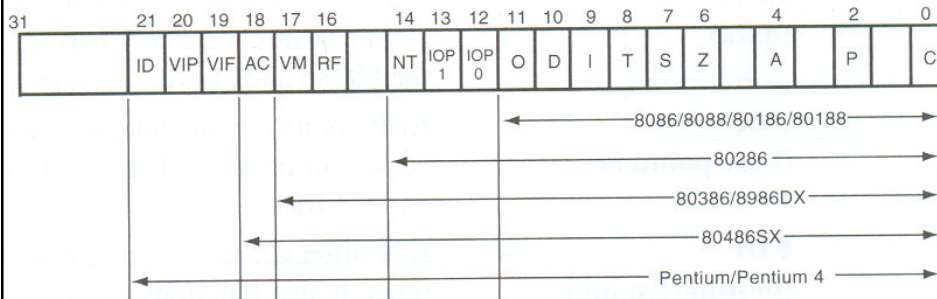 31 21 20 19 18 17 16 14 13 12 11 10 9 8 7 6 4 2 0
ID VIP VIF AC VM RF NT IOP 1 IOP 0 O D I T S Z A P C
8086/8088/80186/80188
80286
80386/8986DX
80486SX
Pentium/Pentium 4